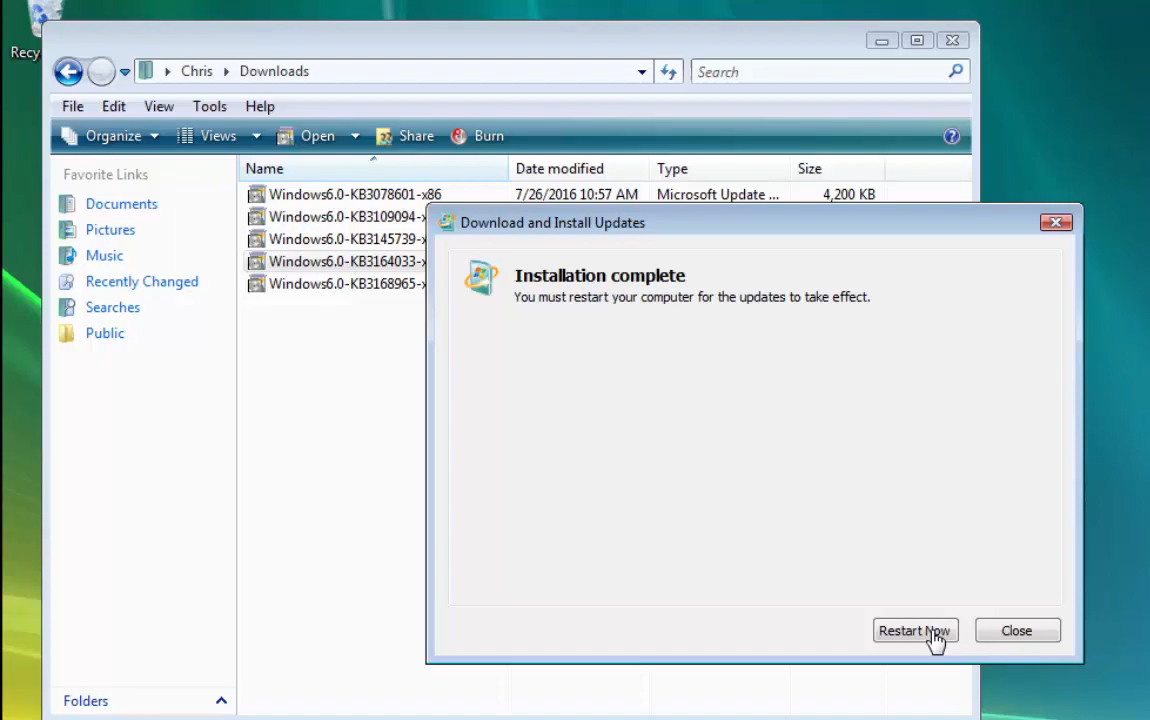 Recy
Chris Downloads
Search
File Edit View Tools Help
Organize Views Open Share Burn
Favorite Links
Documents
Pictures
Music
Recently Changed
Searches
Public
Folders
Name Date modified Type Size
Windows6.0-KB3078601-x86 7/26/2016 10:57 AM Microsoft Update ... 4,200 KB
Windows6.0-KB3109094-x
Windows6.0-KB3145739-x
Windows6.0-KB3164033-x
Windows6.0-KB3168965-x
Download and Install Updates
Installation complete
You must restart your computer for the updates to take effect.
Restart Now Close